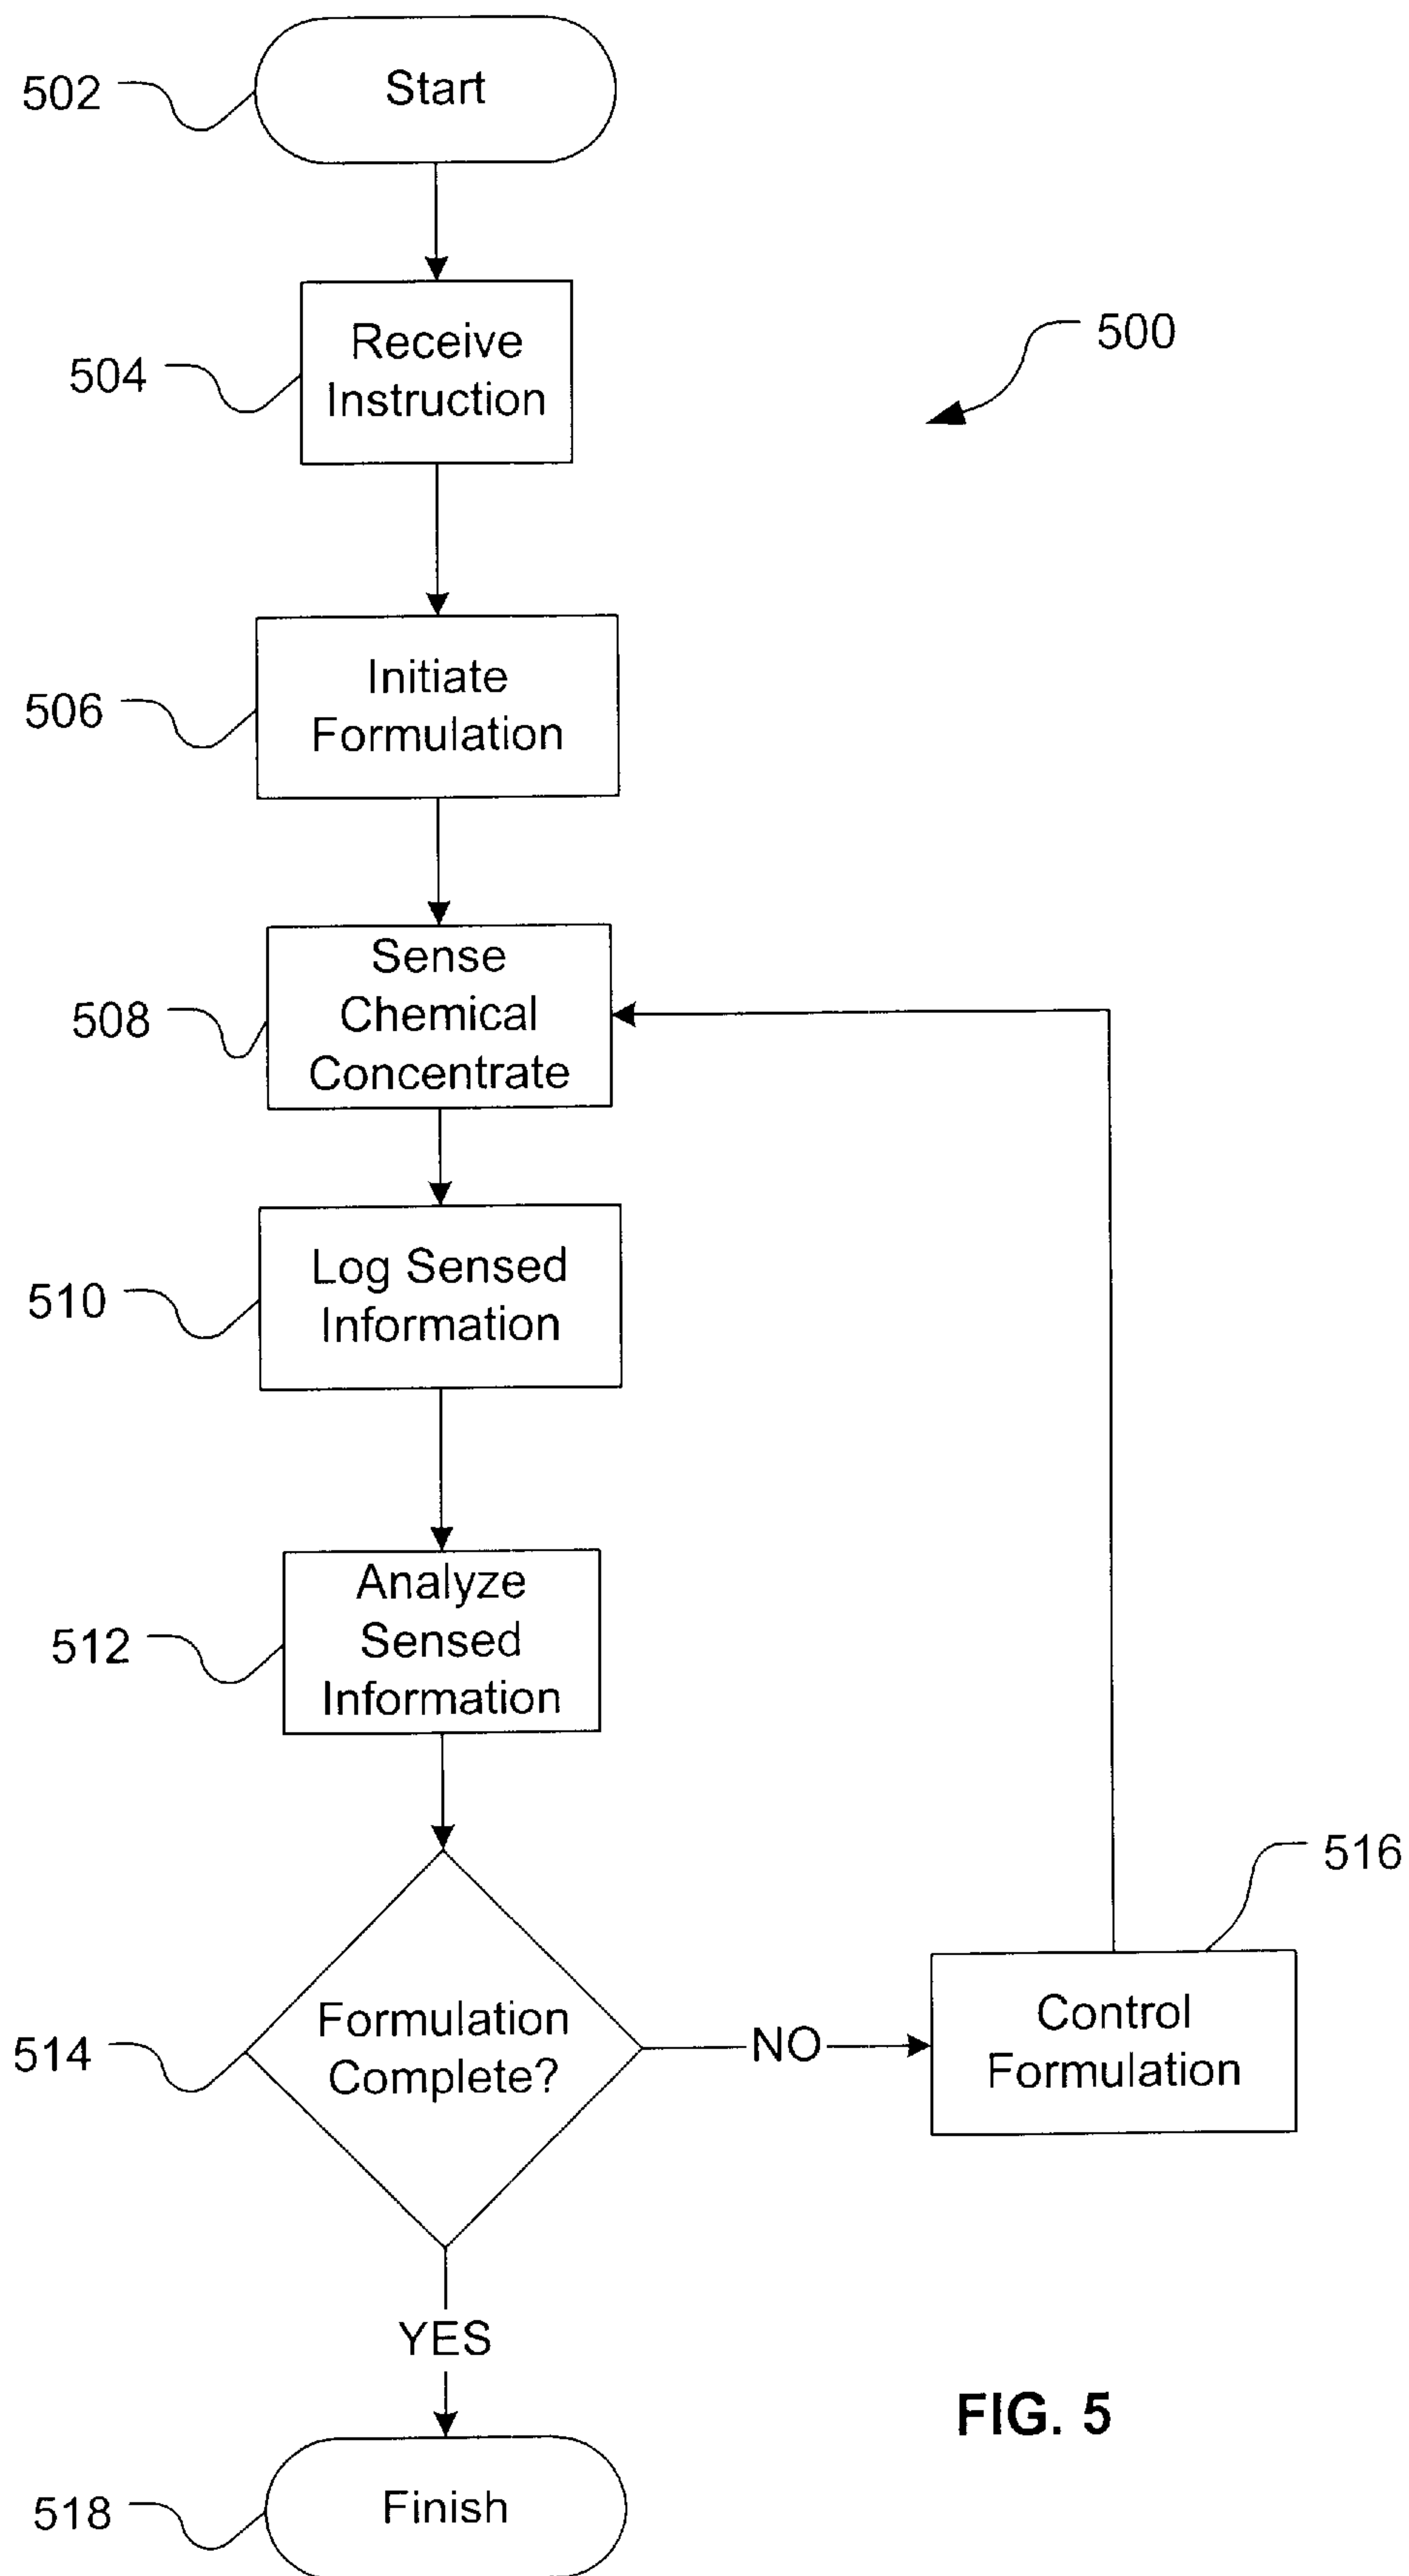 502
Start
500
504
Receive
Instruction
506
Initiate
Formulation
508
Sense
Chemical
Concentrate
510
Log Sensed
Information
512
Analyze
Sensed
Information
516
514
Formulation
Complete?
NO
Control
Formulation
YES
FIG. 5
518
Finish